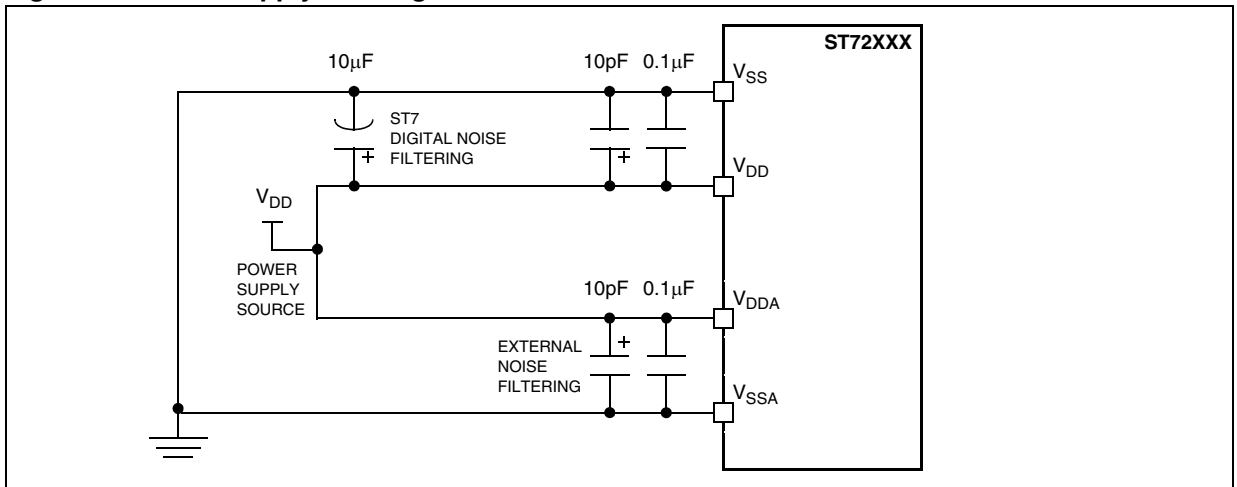 ST72XXX
10μF
10pF 0.1μF
VSS
ST7
DIGITAL NOISE
FILTERING
+
+
VDD
VDD
POWER
SUPPLY
SOURCE
10pF 0.1μF
VDDA
EXTERNAL
NOISE
FILTERING
+
VSSA